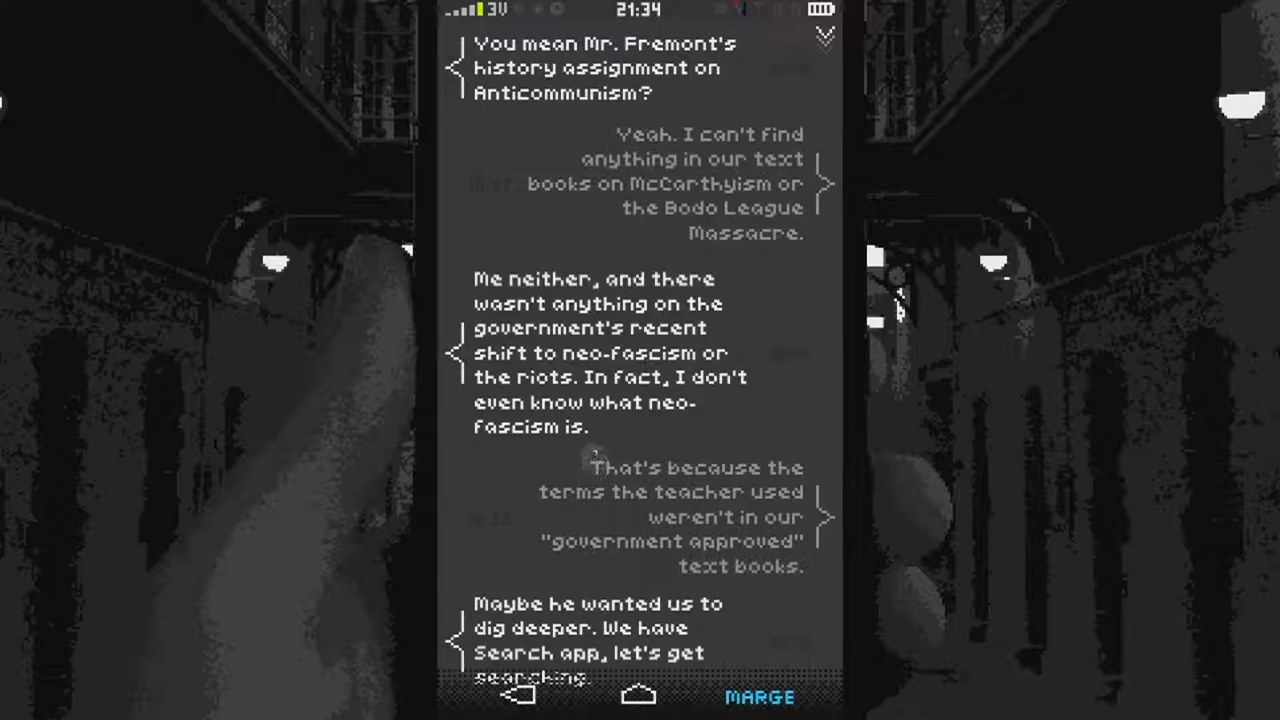 3V
21:34
You mean Mr. Fremont's
history assignment on
Anticommunism?
Yeah. I can't find
anything in our text
books on McCarthyism or
the Bodo League
Massacre.
Me neither, and there
wasn't anything on the
government's recent
shift to neo-fascism or
the riots. In fact, I don't
even know what neo-
fascism is.
That's because the
terms the teacher used
weren't in our
"government approved"
text books.
Maybe he wanted us to
dig deeper. We have
Search app, let's get
searching.
MARGE